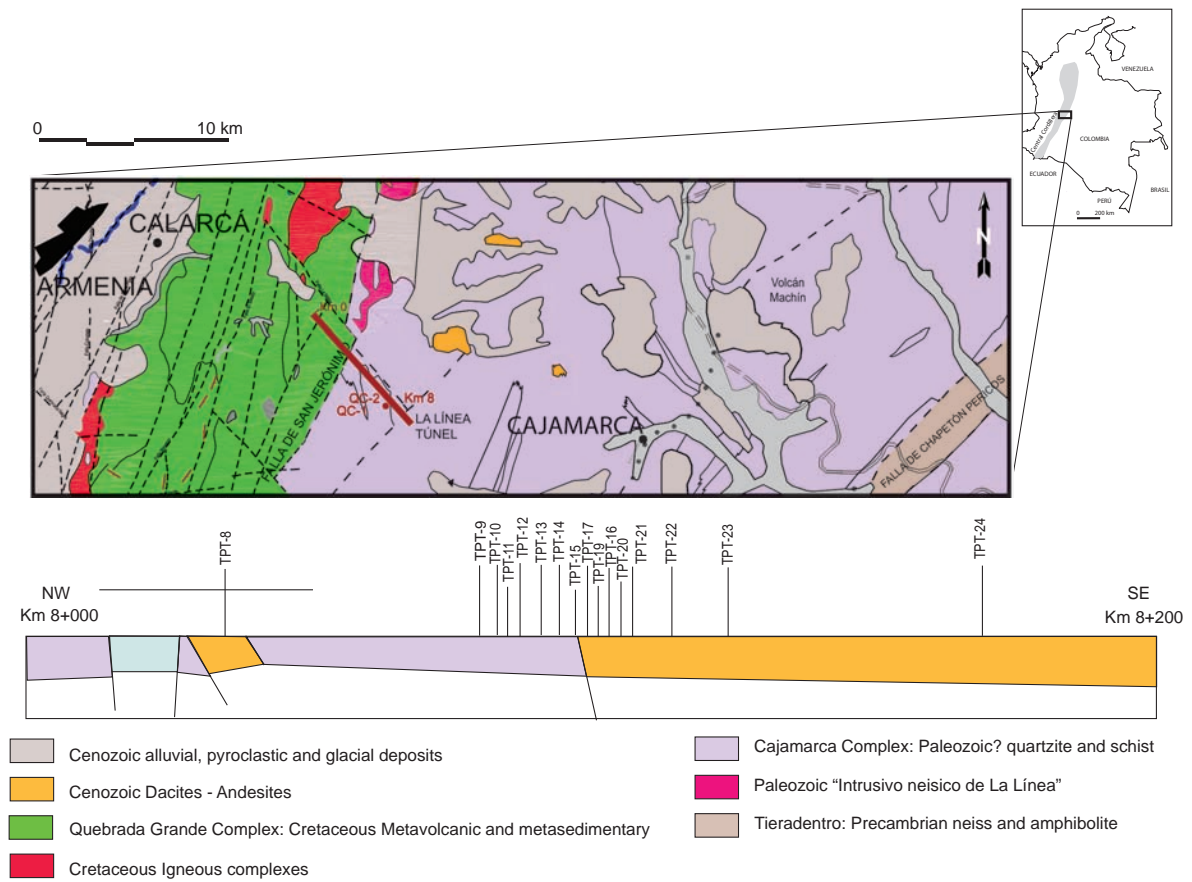 VENEZUELA
Central Cordillera
COLOMBIA
ECUADOR
BRASIL
PERÚ
0 200 km
0 10 km
N
CALARCÁ
ARMENIA
Volcán
Machín
Km 0
FALLA DE SAN JERÓNIM
QC-2
QC-
Km 8
LA LÍNEA
TÚNEL
CAJAMARCA
FALLA DE CHAPETÓN PERICOS
TPT-8
TPT-9
TPT-10
TPT-11
TPT-12
TPT-13
TPT-14
TPT-15
TPT-17
TPT-19
TPT-16
TPT-20
TPT-21
TPT-22
TPT-23
TPT-24
NW
Km 8+000
SE
Km 8+200
Cenozoic alluvial, pyroclastic and glacial deposits
Cenozoic Dacites - Andesites
Quebrada Grande Complex: Cretaceous Metavolcanic and metasedimentary
Cretaceous Igneous complexes
Cajamarca Complex: Paleozoic? quartzite and schist
Paleozoic “Intrusivo neisico de La Línea”
Tieradentro: Precambrian neiss and amphibolite